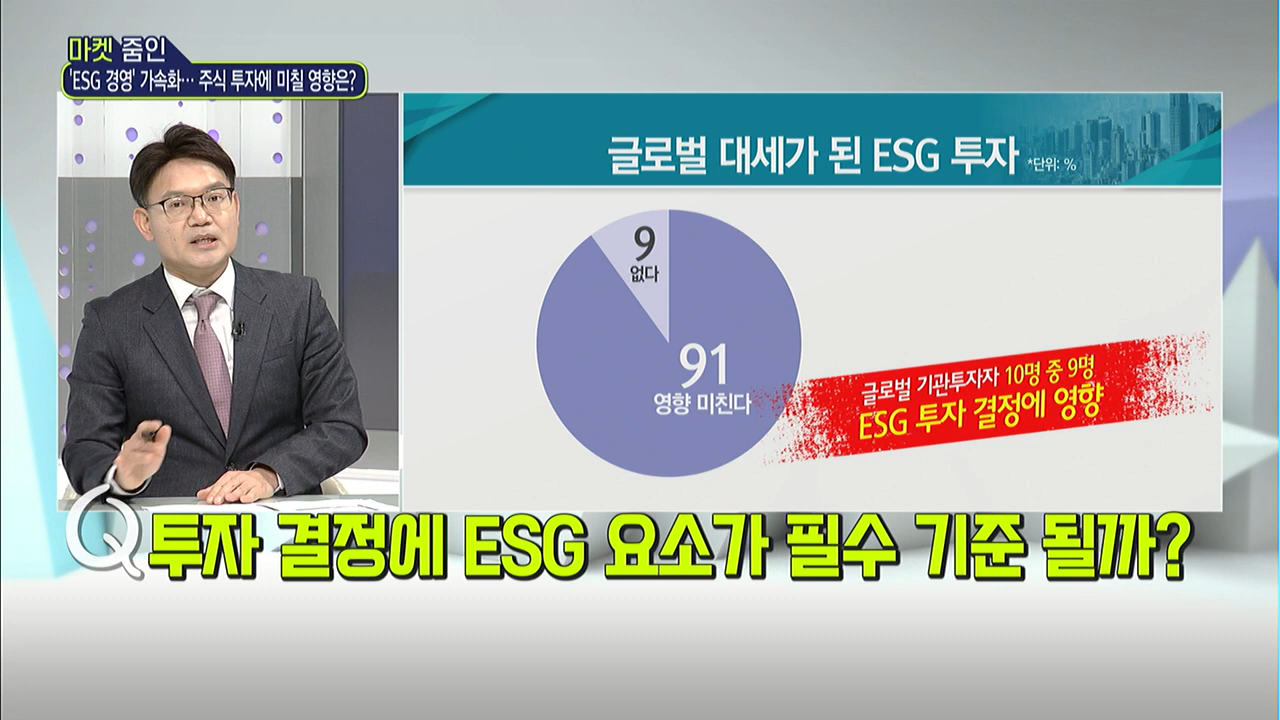 마켓 줌인
'ESG 경영' 가속화… 주식 투자에 미칠 영향은?
글로벌 대세가 된 ESG 투자 *단위: %
9
없다
91
영향 미친다
글로벌 기관투자자 10명 중 9명
ESG 투자 결정에 영향
Q 투자 결정에 ESG 요소가 필수 기준 될까?